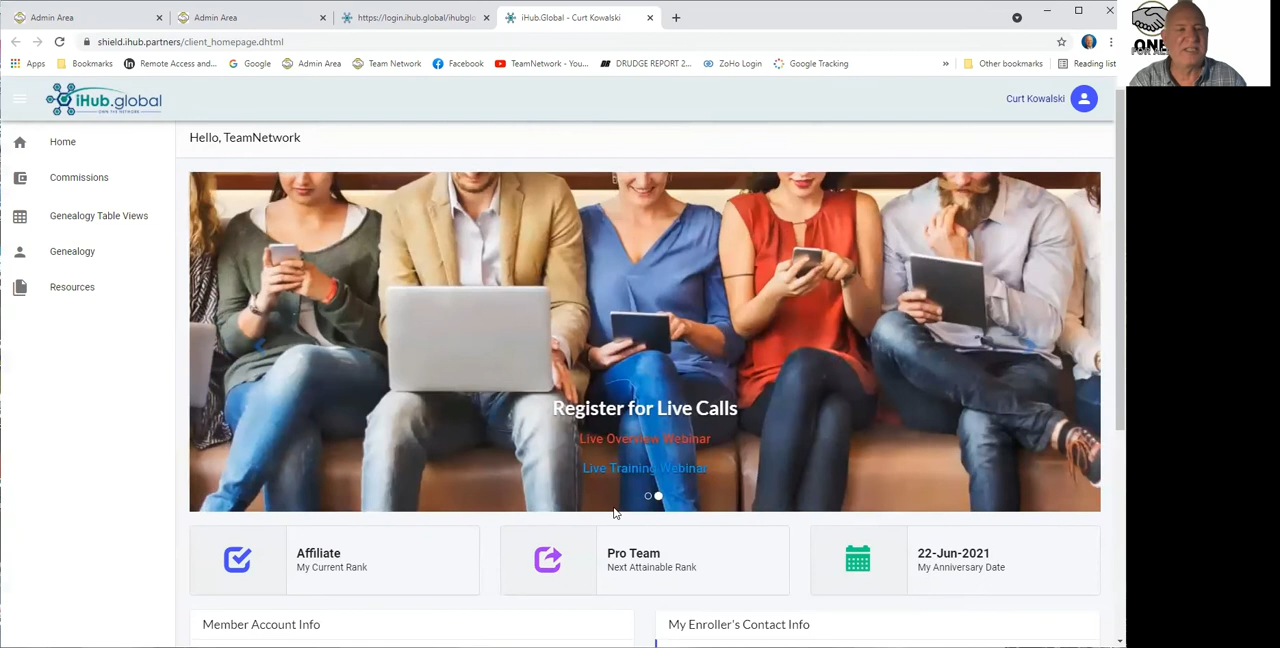 Admin Area
Admin Area
https://login.ihub.global/ihubglo
iHub.Global - Curt Kowalski
shield.ihub.partners/client_homepage.dhtml
Apps
Bookmarks
Remote Access and...
Google
Admin Area
Team Network
Facebook
TeamNetwork - You...
DRUDGE REPORT 2...
ZoHo Login
Google Tracking
»
Other bookmarks
Reading list
iHub.global
Curt Kowalski
Home
Commissions
Genealogy Table Views
Genealogy
Resources
Hello, TeamNetwork
Register for Live Calls
Live Overview Webinar
Live Training Webinar
Affiliate
My Current Rank
Pro Team
Next Attainable Rank
22-Jun-2021
My Anniversary Date
Member Account Info
My Enroller's Contact Info